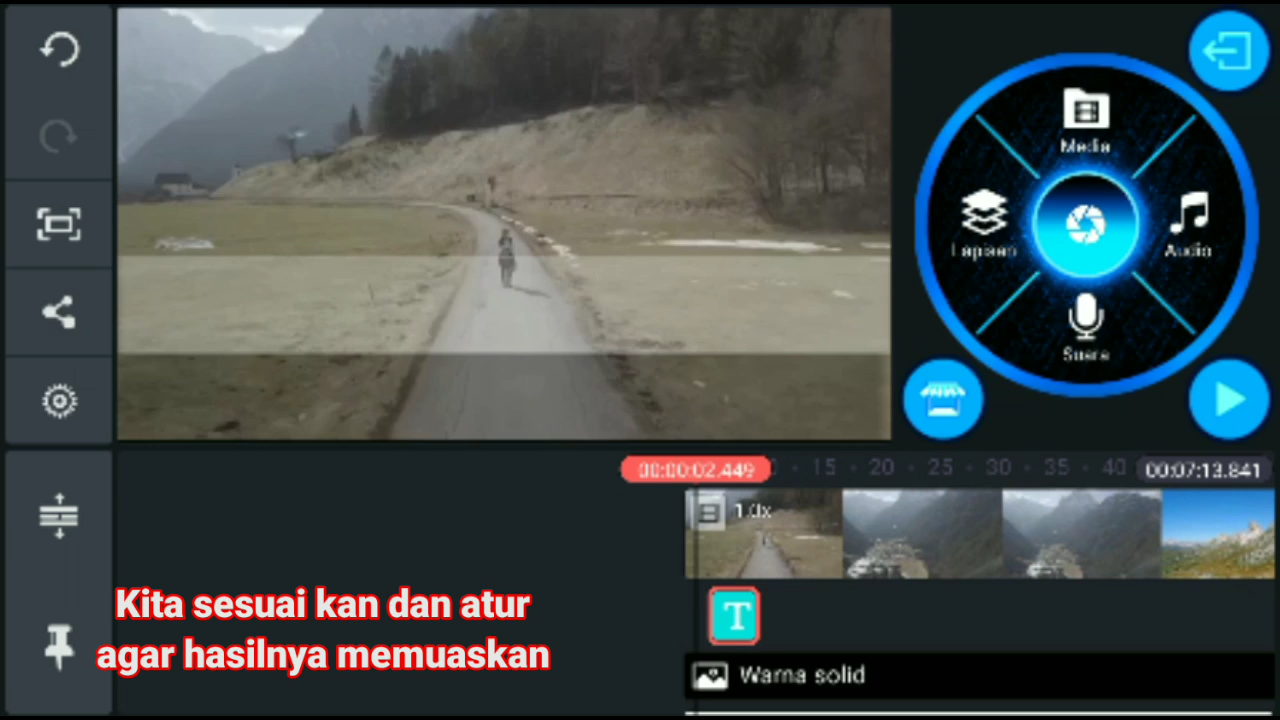 Media
Lapisan
Audio
Suara
00:00:02.449
15
20
25
30
35
40
00:07:13.841
1.0x
T
Kita sesuai kan dan atur
agar hasilnya memuaskan
Warna solid